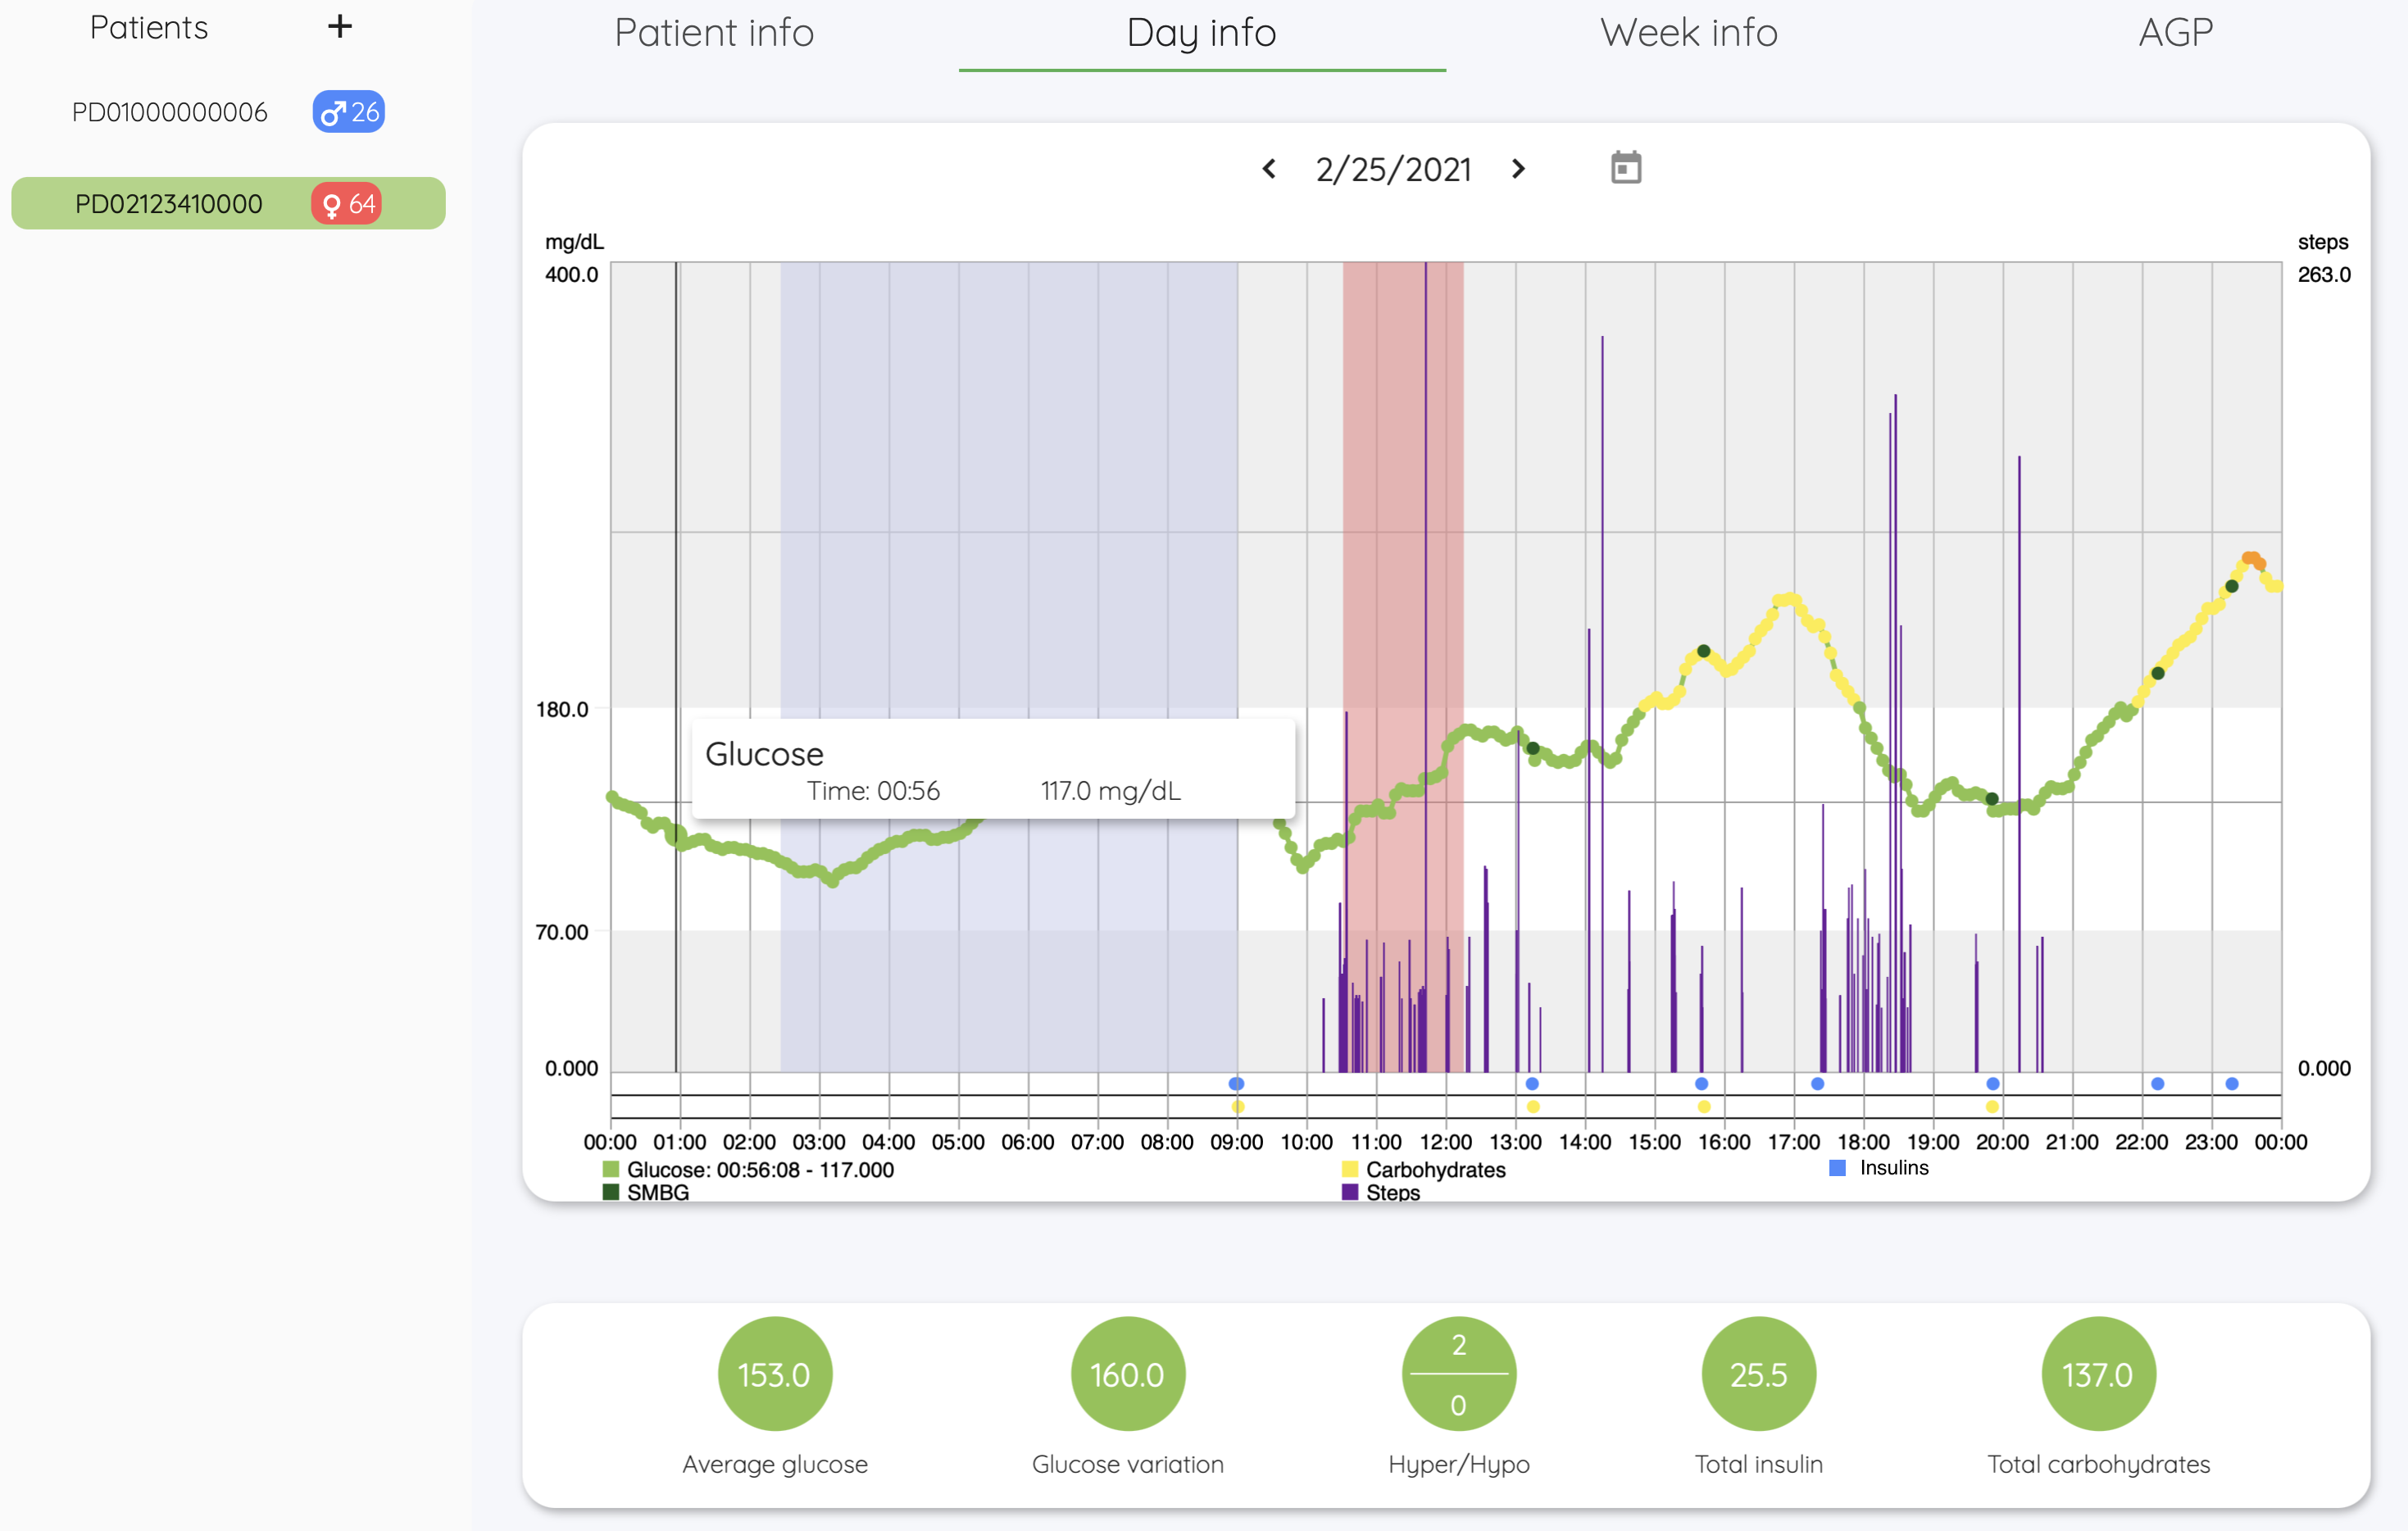 Patients +
PD01000000006 ♂ 26
PD02123410000 ♀ 64
Patient info Day info Week info AGP
2/25/2021
mg/dL steps
400.0 263.0
180.0
Glucose
Time: 00:56 117.0 mg/dL
70.00
0.000 0.000
00:00 01:00 02:00 03:00 04:00 05:00 06:00 07:00 08:00 09:00 10:00 11:00 12:00 13:00 14:00 15:00 16:00 17:00 18:00 19:00 20:00 21:00 22:00 23:00 00:00
Glucose: 00:56:08 - 117.000 Carbohydrates Insulins
SMBG Steps
153.0 160.0 2 25.5 137.0
0
Average glucose Glucose variation Hyper/Hypo Total insulin Total carbohydrates